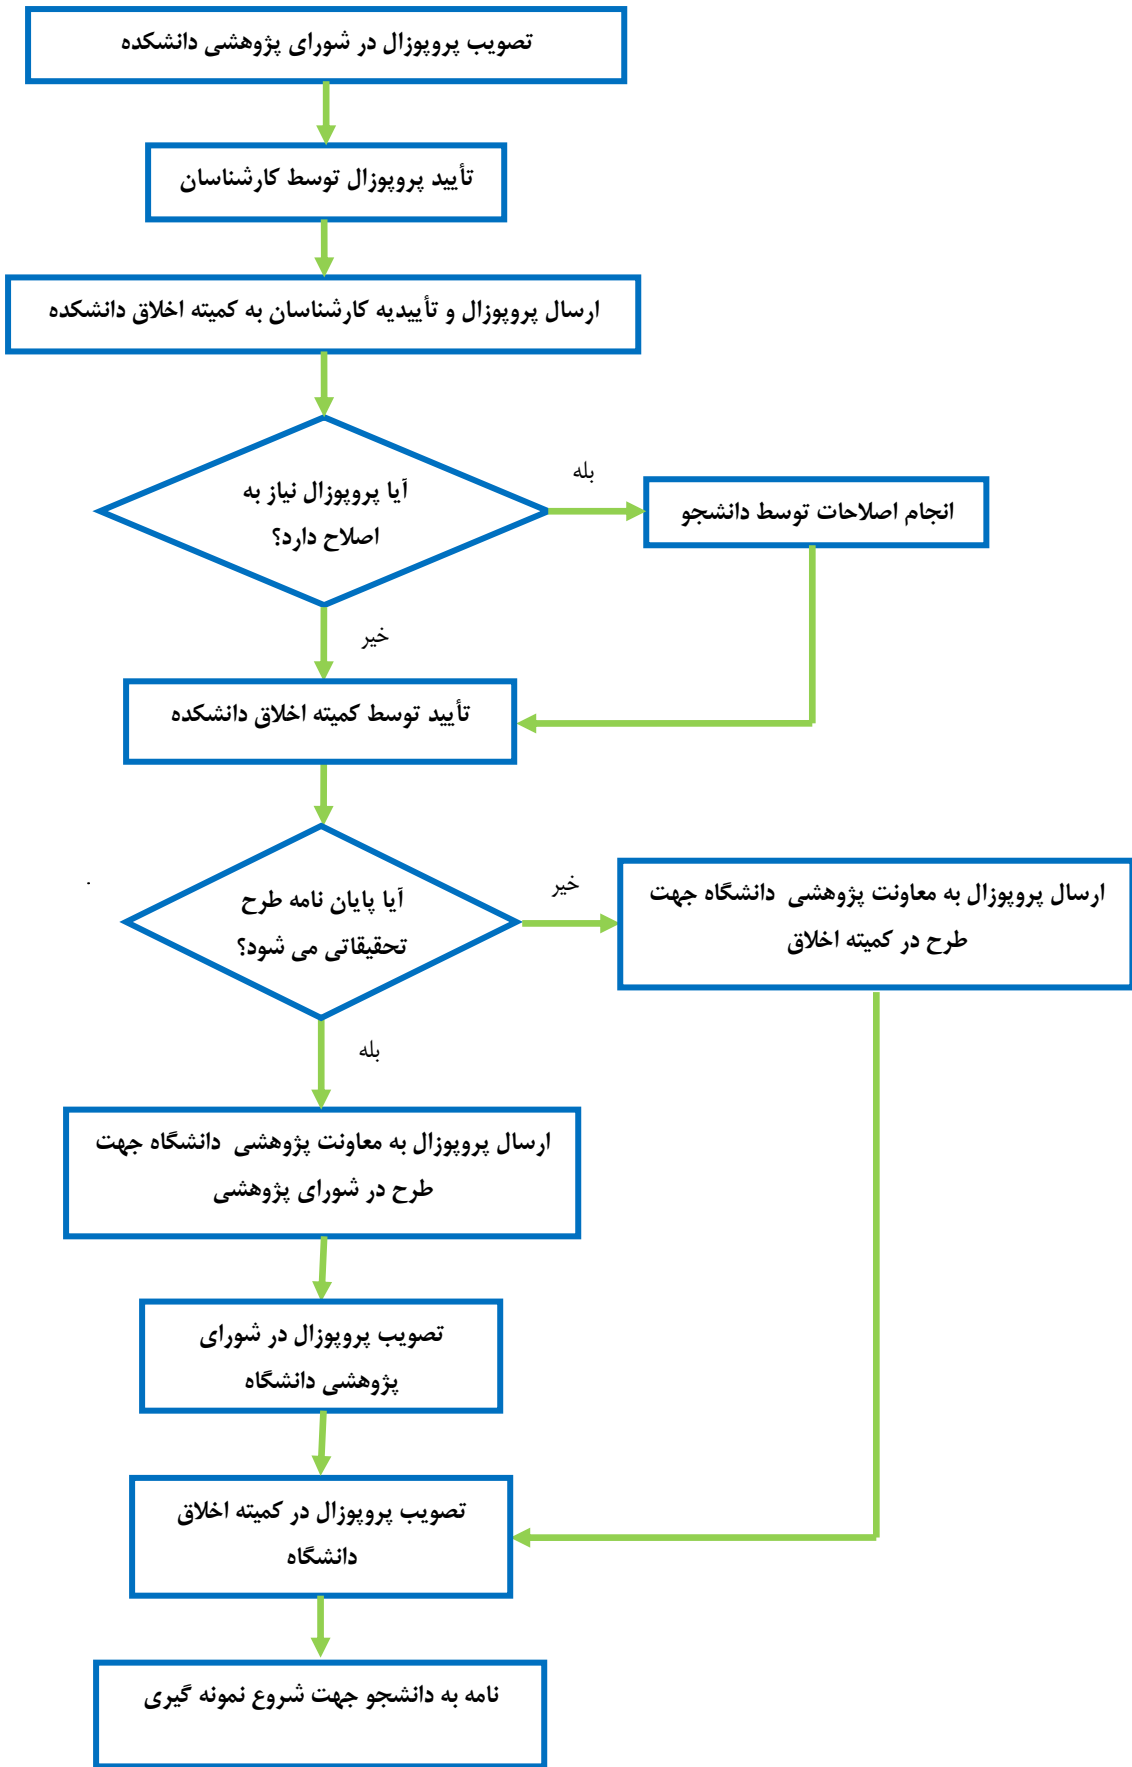 تصویب پروپوزال در شورای پژوهشی دانشکده
تأیید پروپوزال توسط کارشناسان
ارسال پروپوزال و تأییدیه کارشناسان به کمیته اخلاق دانشکده
آیا پروپوزال نیاز به
اصلاح دارد؟
بله
انجام اصلاحات توسط دانشجو
خیر
تأیید توسط کمیته اخلاق دانشکده
آیا پایان نامه طرح
تحقیقاتی می شود؟
خیر
ارسال پروپوزال به معاونت پژوهشی دانشگاه جهت
طرح در کمیته اخلاق
بله
ارسال پروپوزال به معاونت پژوهشی دانشگاه جهت
طرح در شورای پژوهشی
تصویب پروپوزال در شورای
پژوهشی دانشگاه
تصویب پروپوزال در کمیته اخلاق
دانشگاه
نامه به دانشجو جهت شروع نمونه گیری